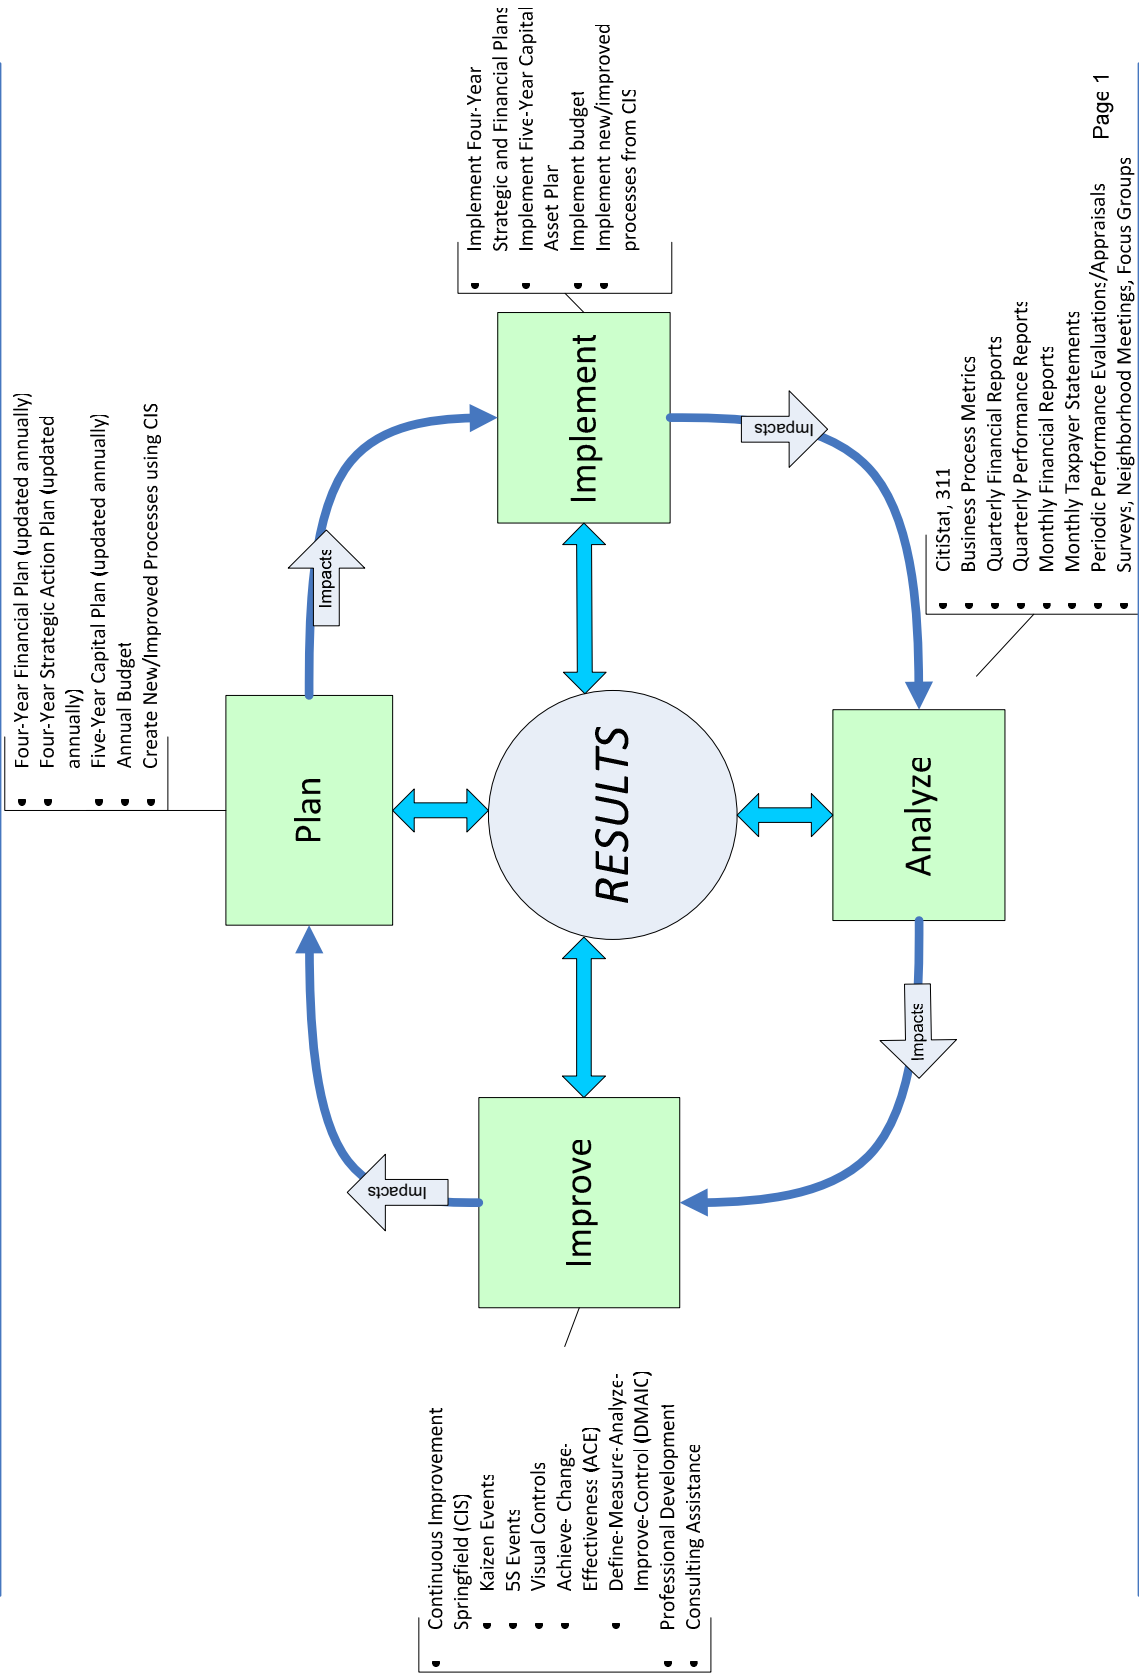 Four-Year Financial Plan (updated annually)
Four-Year Strategic Action Plan (updated
annually)
Five-Year Capital Plan (updated annually)
Annual Budget
Create New/Improved Processes using CIS
Plan
Impacts
Implement Four-Year
Strategic and Financial Plans
Implement Five-Year Capital
Asset Plar
Implement budget
Implement new/improved
processes from CIS
Implement
Impacts
RESULTS
Continuous Improvement
Springfield (CIS)
Kaizen Events
5S Events
Visual Controls
Achieve- Change-
Effectiveness (ACE)
Define-Measure-Analyze-
Improve-Control (DMAIC)
Professional Development
Consulting Assistance
Improve
Impacts
Analyze
Impacts
CitiStat, 311
Business Process Metrics
Quarterly Financial Reports
Quarterly Performance Reports
Monthly Financial Reports
Monthly Taxpayer Statements
Periodic Performance Evaluations/Appraisals
Surveys, Neighborhood Meetings, Focus Groups
Page 1